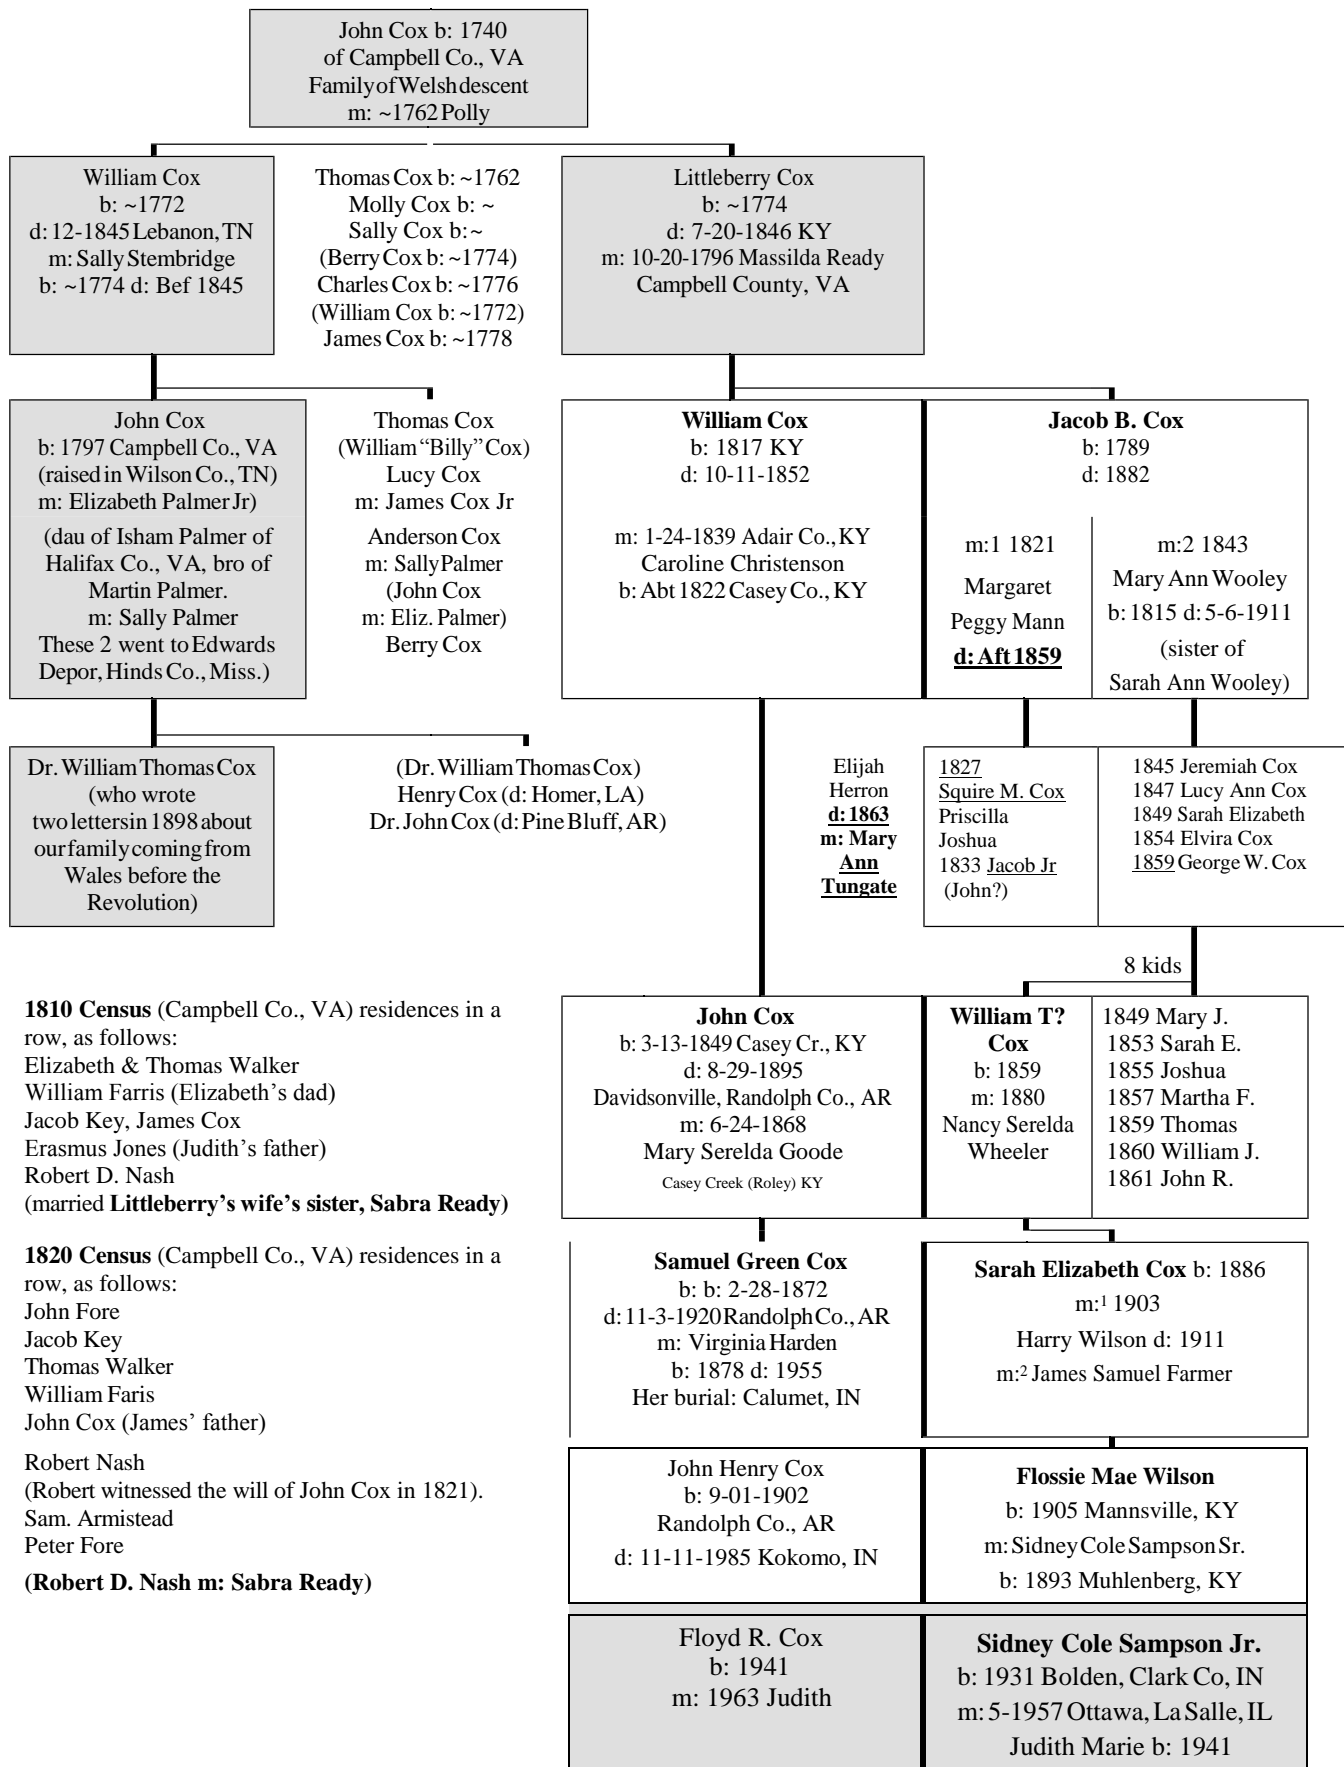 John Cox b: 1740
of Campbell Co., VA
Family of Welsh descent
m: ~1762 Polly
William Cox
b: ~1772
d: 12-1845 Lebanon, TN
m: Sally Stembridge
b: ~1774 d: Bef 1845
Thomas Cox b: ~1762
Molly Cox b: ~
Sally Cox b: ~
(Berry Cox b: ~1774)
Charles Cox b: ~1776
(William Cox b: ~1772)
James Cox b: ~1778
Littleberry Cox
b: ~1774
d: 7-20-1846 KY
m: 10-20-1796 Massilda Ready
Campbell County, VA
John Cox
b: 1797 Campbell Co., VA
(raised in Wilson Co., TN)
m: Elizabeth Palmer Jr)
(dau of Isham Palmer of
Halifax Co., VA, bro of
Martin Palmer.
m: Sally Palmer
These 2 went to Edwards
Depor, Hinds Co., Miss.)
Thomas Cox
(William “Billy” Cox)
Lucy Cox
m: James Cox Jr
Anderson Cox
m: Sally Palmer
(John Cox
m: Eliz. Palmer)
Berry Cox
William Cox
b: 1817 KY
d: 10-11-1852
m: 1-24-1839 Adair Co., KY
Caroline Christenson
b: Abt 1822 Casey Co., KY
Jacob B. Cox
b: 1789
d: 1882
m:1 1821
Margaret
Peggy Mann
d: Aft 1859
m:2 1843
Mary Ann Wooley
b: 1815 d: 5-6-1911
(sister of
Sarah Ann Wooley)
Dr. William Thomas Cox
(who wrote
two letters in 1898 about
our family coming from
Wales before the
Revolution)
(Dr. William Thomas Cox)
Henry Cox (d: Homer, LA)
Dr. John Cox (d: Pine Bluff, AR)
Elijah
Herron
d: 1863
m: Mary
Ann
Tungate
1827
Squire M. Cox
Priscilla
Joshua
1833 Jacob Jr
(John?)
1845 Jeremiah Cox
1847 Lucy Ann Cox
1849 Sarah Elizabeth
1854 Elvira Cox
1859 George W. Cox
8 kids
1810 Census (Campbell Co., VA) residences in a
row, as follows:
Elizabeth & Thomas Walker
William Farris (Elizabeth’s dad)
Jacob Key, James Cox
Erasmus Jones (Judith’s father)
Robert D. Nash
(married Littleberry’s wife’s sister, Sabra Ready)
John Cox
b: 3-13-1849 Casey Cr., KY
d: 8-29-1895
Davidsonville, Randolph Co., AR
m: 6-24-1868
Mary Serelda Goode
Casey Creek (Roley) KY
William T?
Cox
b: 1859
m: 1880
Nancy Serelda
Wheeler
1849 Mary J.
1853 Sarah E.
1855 Joshua
1857 Martha F.
1859 Thomas
1860 William J.
1861 John R.
1820 Census (Campbell Co., VA) residences in a
row, as follows:
John Fore
Jacob Key
Thomas Walker
William Faris
John Cox (James’ father)
Robert Nash
(Robert witnessed the will of John Cox in 1821).
Sam. Armistead
Peter Fore
(Robert D. Nash m: Sabra Ready)
Samuel Green Cox
b: b: 2-28-1872
d: 11-3-1920 Randolph Co., AR
m: Virginia Harden
b: 1878 d: 1955
Her burial: Calumet, IN
Sarah Elizabeth Cox b: 1886
m:1 1903
Harry Wilson d: 1911
m:2 James Samuel Farmer
John Henry Cox
b: 9-01-1902
Randolph Co., AR
d: 11-11-1985 Kokomo, IN
Flossie Mae Wilson
b: 1905 Mannsville, KY
m: Sidney Cole Sampson Sr.
b: 1893 Muhlenberg, KY
Floyd R. Cox
b: 1941
m: 1963 Judith
Sidney Cole Sampson Jr.
b: 1931 Bolden, Clark Co, IN
m: 5-1957 Ottawa, La Salle, IL
Judith Marie b: 1941